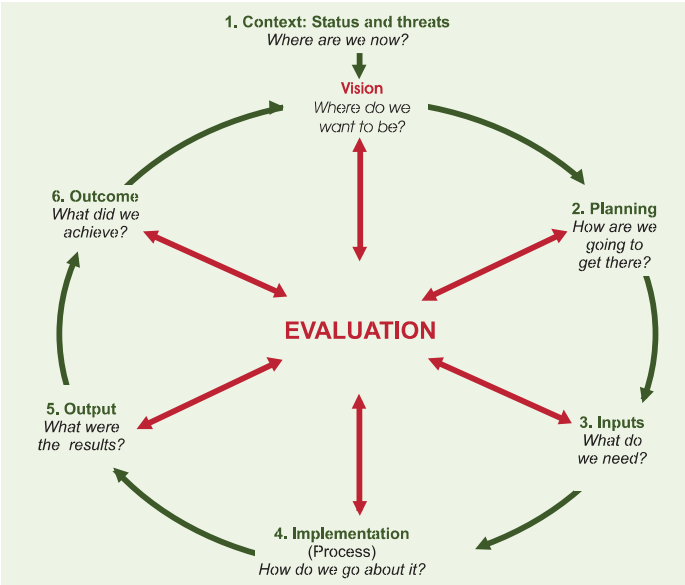 1. Context: Status and threats
Where are we now?
Vision
Where do we
want to be?
2. Planning
How are we
going to
get there?
3. Inputs
What do
we need?
4. Implementation
(Process)
How do we go about it?
5. Output
What were
the results?
6. Outcome
What did we
achieve?
EVALUATION